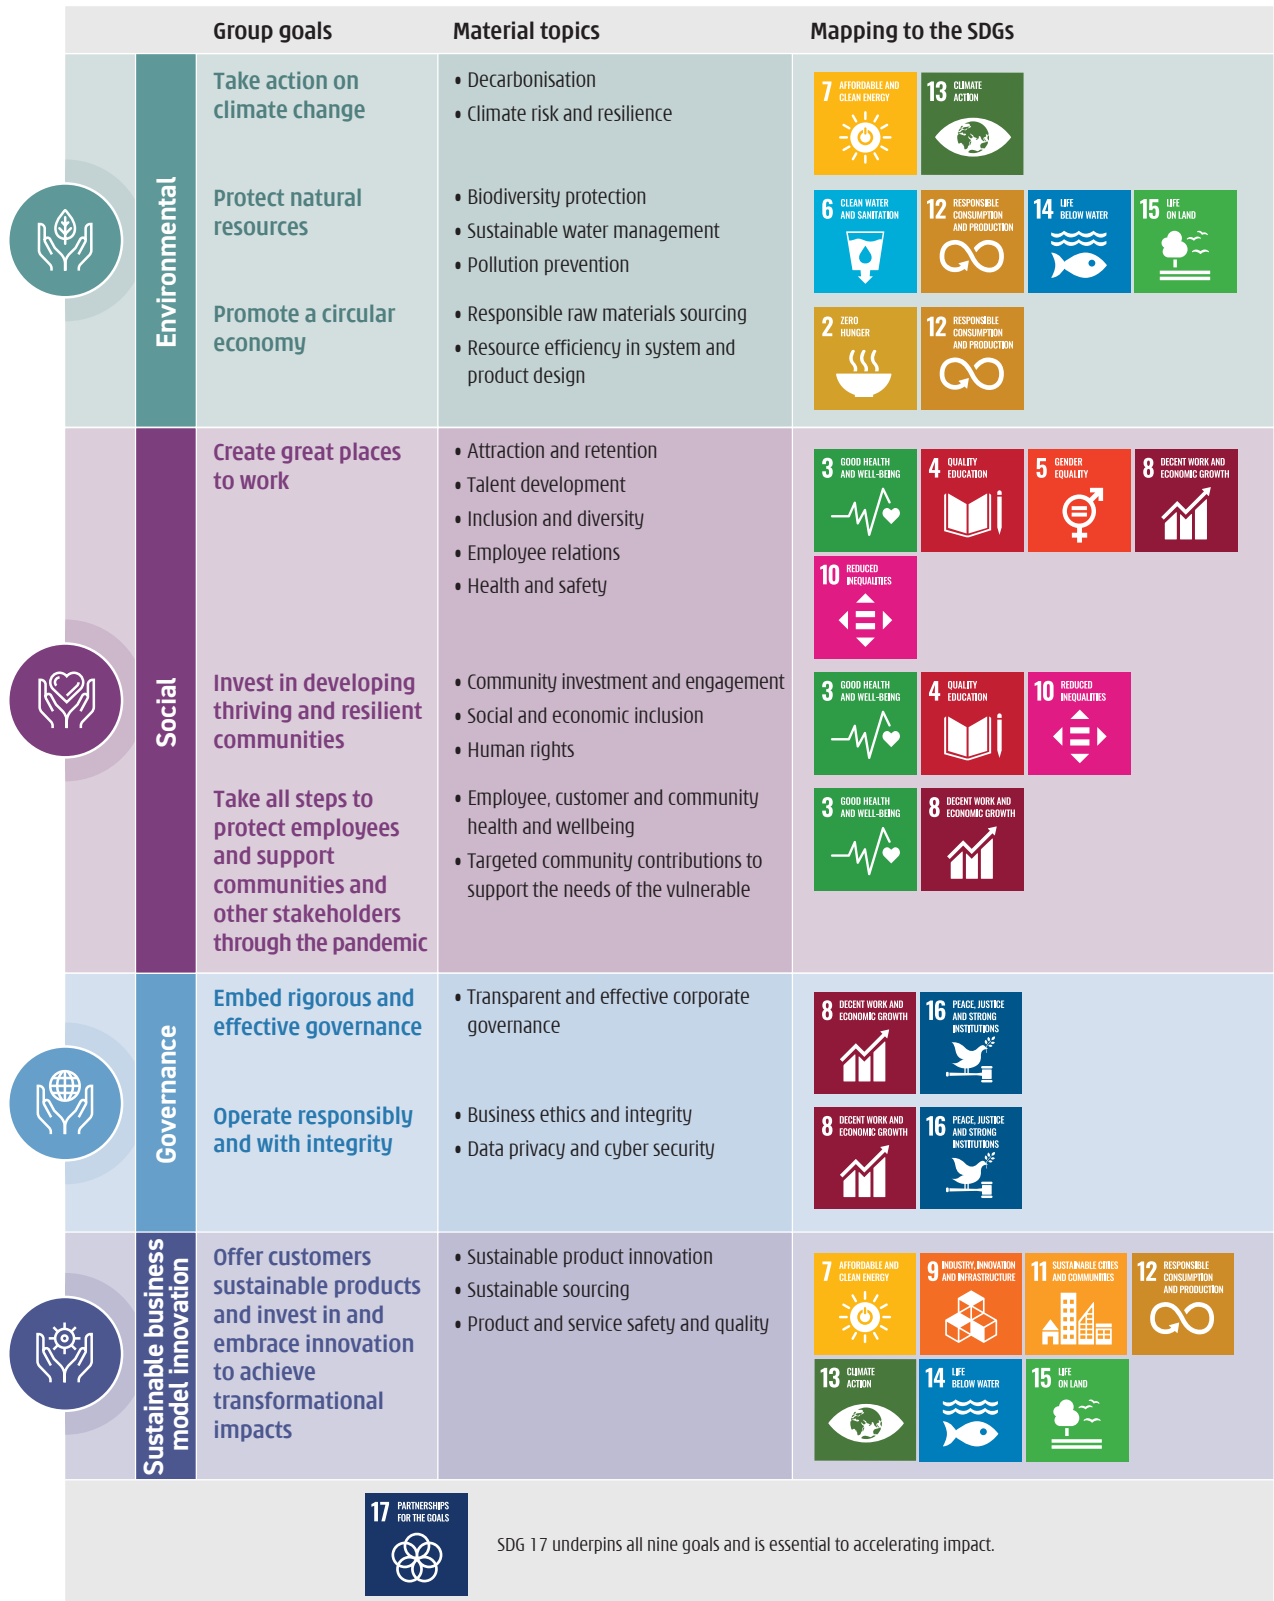 Group goals
Material topics
Mapping to the SDGs
Environmental
Take action on
climate change
• Decarbonisation
• Climate risk and resilience
7 AFFORDABLE AND
CLEAN ENERGY
13 CLIMATE
ACTION
Protect natural
resources
• Biodiversity protection
• Sustainable water management
• Pollution prevention
6 CLEAN WATER
AND SANITATION
12 RESPONSIBLE
CONSUMPTION
AND PRODUCTION
14 LIFE
BELOW WATER
15 LIFE
ON LAND
Promote a circular
economy
• Responsible raw materials sourcing
• Resource efficiency in system and
product design
2 ZERO
HUNGER
12 RESPONSIBLE
CONSUMPTION
AND PRODUCTION
Social
Create great places
to work
• Attraction and retention
• Talent development
• Inclusion and diversity
• Employee relations
• Health and safety
3 GOOD HEALTH
AND WELL-BEING
4 QUALITY
EDUCATION
5 GENDER
EQUALITY
8 DECENT WORK AND
ECONOMIC GROWTH
10 REDUCED
INEQUALITIES
Invest in developing
thriving and resilient
communities
• Community investment and engagement
• Social and economic inclusion
• Human rights
3 GOOD HEALTH
AND WELL-BEING
4 QUALITY
EDUCATION
10 REDUCED
INEQUALITIES
Take all steps to
protect employees
and support
communities and
other stakeholders
through the pandemic
• Employee, customer and community
health and wellbeing
• Targeted community contributions to
support the needs of the vulnerable
3 GOOD HEALTH
AND WELL-BEING
8 DECENT WORK AND
ECONOMIC GROWTH
Governance
Embed rigorous and
effective governance
• Transparent and effective corporate
governance
8 DECENT WORK AND
ECONOMIC GROWTH
16 PEACE, JUSTICE
AND STRONG
INSTITUTIONS
Operate responsibly
and with integrity
• Business ethics and integrity
• Data privacy and cyber security
8 DECENT WORK AND
ECONOMIC GROWTH
16 PEACE, JUSTICE
AND STRONG
INSTITUTIONS
Sustainable business
model innovation
Offer customers
sustainable products
and invest in and
embrace innovation
to achieve
transformational
impacts
• Sustainable product innovation
• Sustainable sourcing
• Product and service safety and quality
7 AFFORDABLE AND
CLEAN ENERGY
9 INDUSTRY, INNOVATION
AND INFRASTRUCTURE
11 SUSTAINABLE CITIES
AND COMMUNITIES
12 RESPONSIBLE
CONSUMPTION
AND PRODUCTION
13 CLIMATE
ACTION
14 LIFE
BELOW WATER
15 LIFE
ON LAND
17 PARTNERSHIPS
FOR THE GOALS
SDG 17 underpins all nine goals and is essential to accelerating impact.